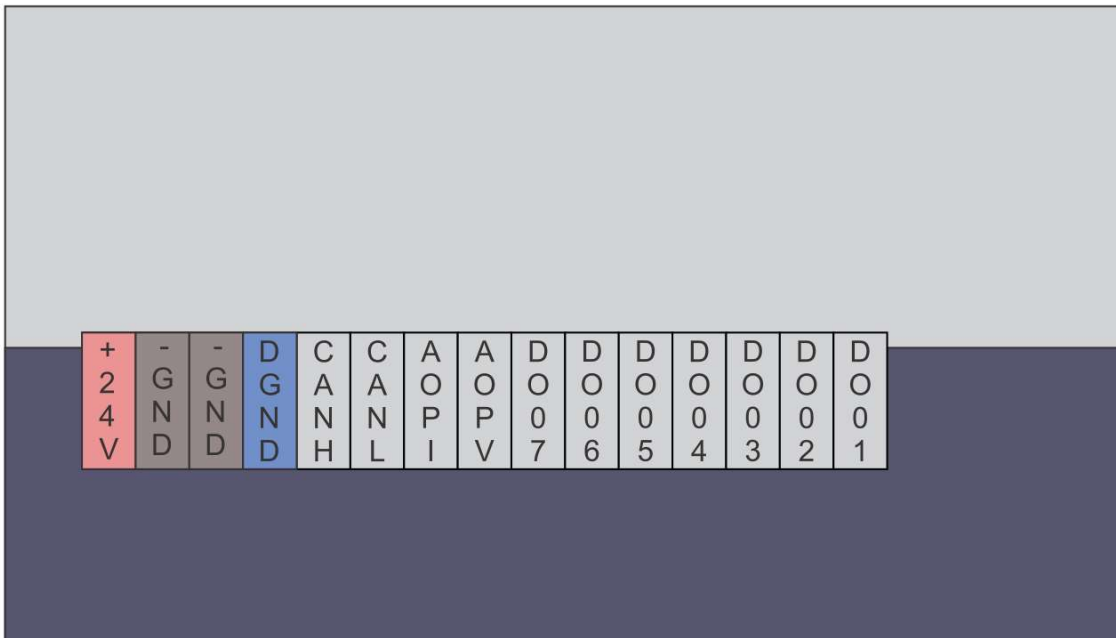 +24V
-GND
-GND
DGND
CANH
CANL
AOPI
AOPV
DO07
DO06
DO05
DO04
DO03
DO02
DO01